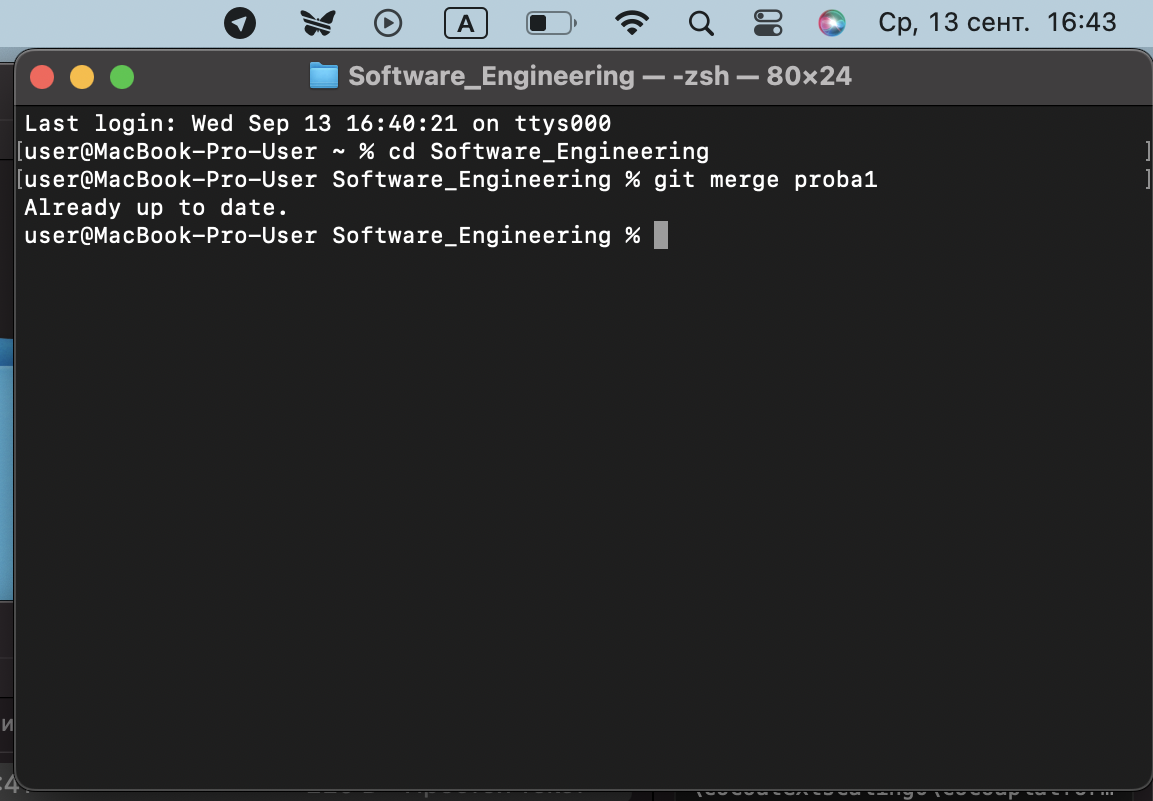 A
Ср, 13 сент. 16:43
Software_Engineering — -zsh — 80×24
Last login: Wed Sep 13 16:40:21 on ttys000
[user@MacBook-Pro-User ~ % cd Software_Engineering ]
[user@MacBook-Pro-User Software_Engineering % git merge proba1 ]
Already up to date.
user@MacBook-Pro-User Software_Engineering %